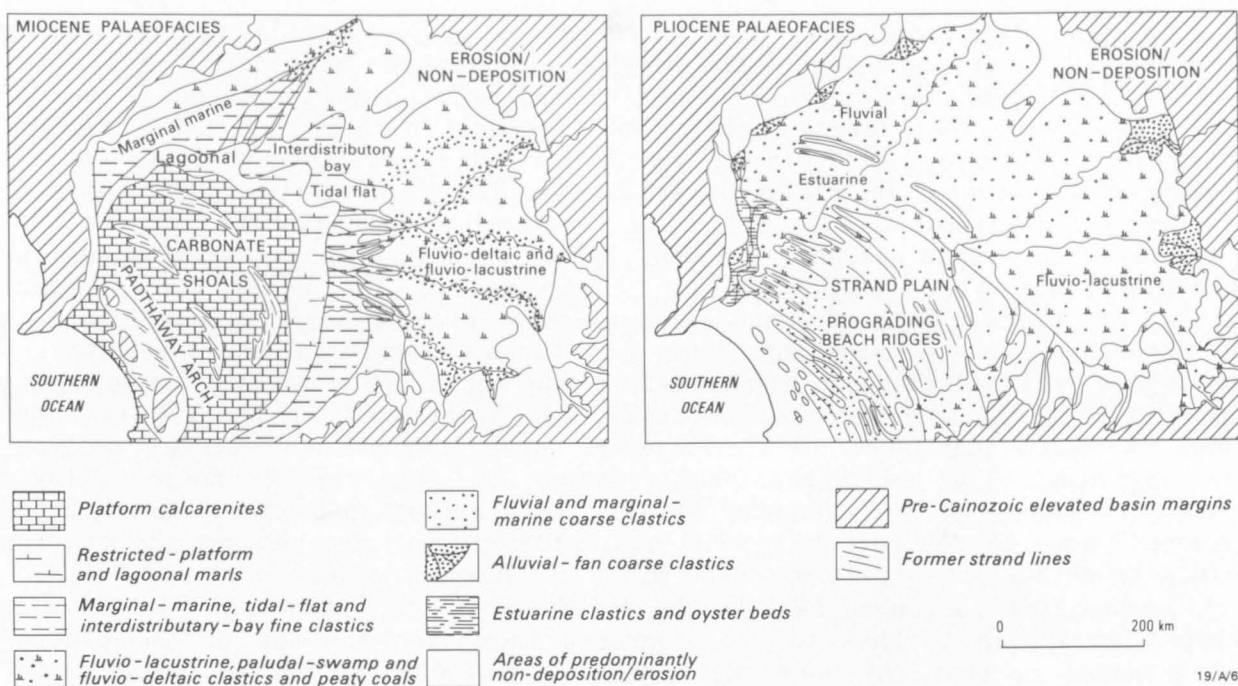 MIOCENE PALAEOFACIES
EROSION/
NON-DEPOSITION
Marginal marine
Lagoonal
Interdistributory
bay
Tidal flat
CARBONATE
SHOALS
Fluvio-deltaic and
fluvio-lacustrine
PADTHAWAY ARCH
SOUTHERN
OCEAN
PLIOCENE PALAEOFACIES
EROSION/
NON-DEPOSITION
Fluvial
Estuarine
STRAND PLAIN
Fluvio-lacustrine
PROGRADING
BEACH RIDGES
SOUTHERN
OCEAN
Platform calcarenites
Restricted-platform
and lagoonal marls
Marginal-marine, tidal-flat and
interdistributary-bay fine clastics
Fluvio-lacustrine, paludal-swamp and
fluvio-deltaic clastics and peaty coals
Fluvial and marginal-
marine coarse clastics
Alluvial-fan coarse clastics
Estuarine clastics and oyster beds
Areas of predominantly
non-deposition/erosion
Pre-Cainozoic elevated basin margins
Former strand lines
0 200 km
19/A/6